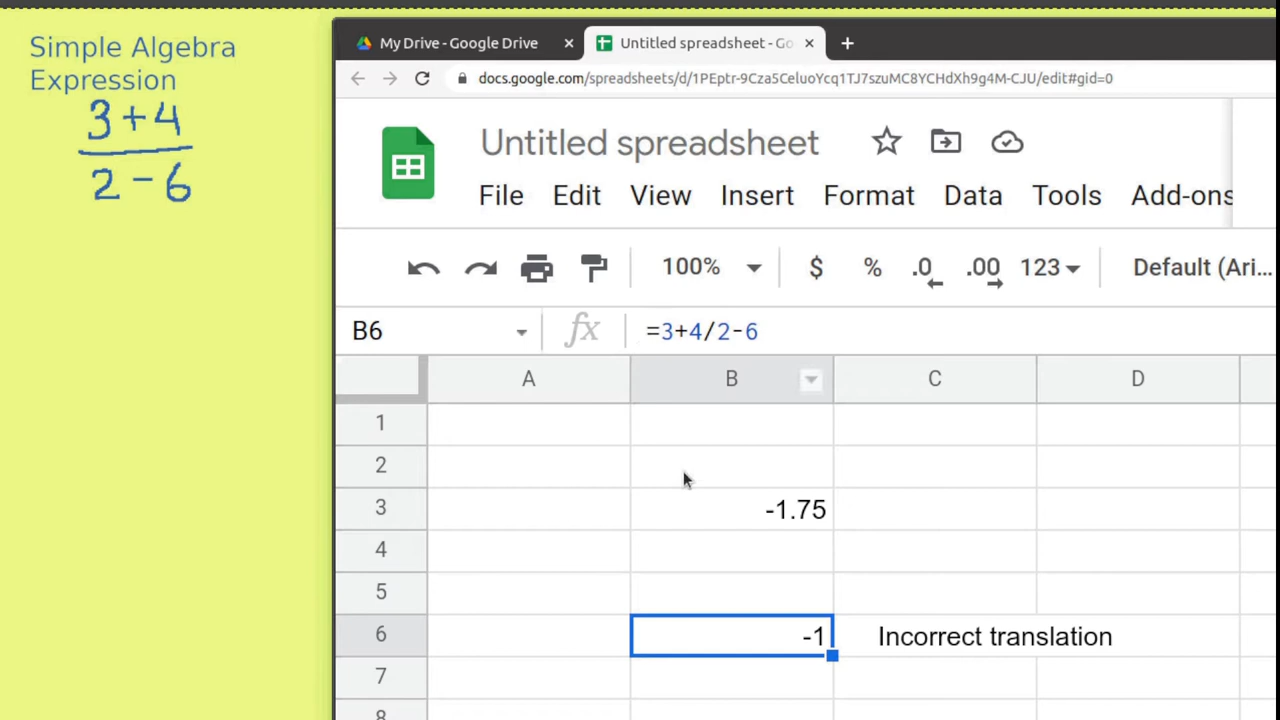 Simple Algebra
Expression
3+4
2-6
My Drive - Google Drive
Untitled spreadsheet - Go
docs.google.com/spreadsheets/d/1PEptr-9Cza5CeluoYcq1TJ7szuMC8YCHdXh9g4M-CJU/edit#gid=0
Untitled spreadsheet
File Edit View Insert Format Data Tools Add-ons
100% $ % .0 .00 123 Default (Ari...
B6 fx =3+4/2-6
A B C D
1
2
3 -1.75
4
5
6 -1 Incorrect translation
7
8